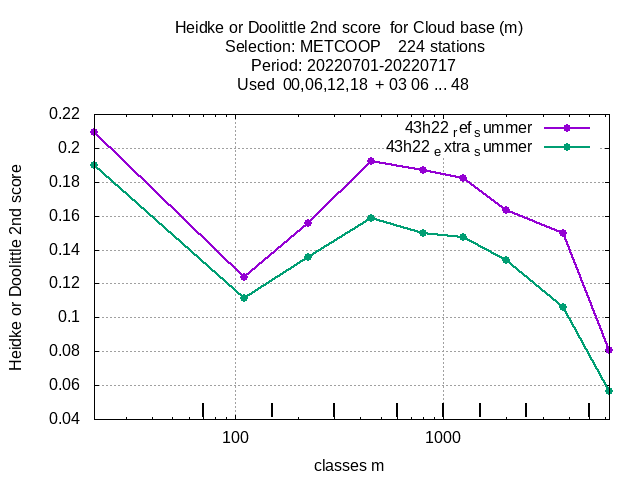 Heidke or Doolittle 2nd score  for Cloud base (m)
Selection: METCOOP    224 stations
Period: 20220701-20220717
Used  00,06,12,18  + 03 06 ... 48
43h22 ref summer
43h22 extra summer
0.22
0.2
0.18
0.16
0.14
0.12
0.1
0.08
0.06
0.04
Heidke or Doolittle 2nd score
100
1000
classes m